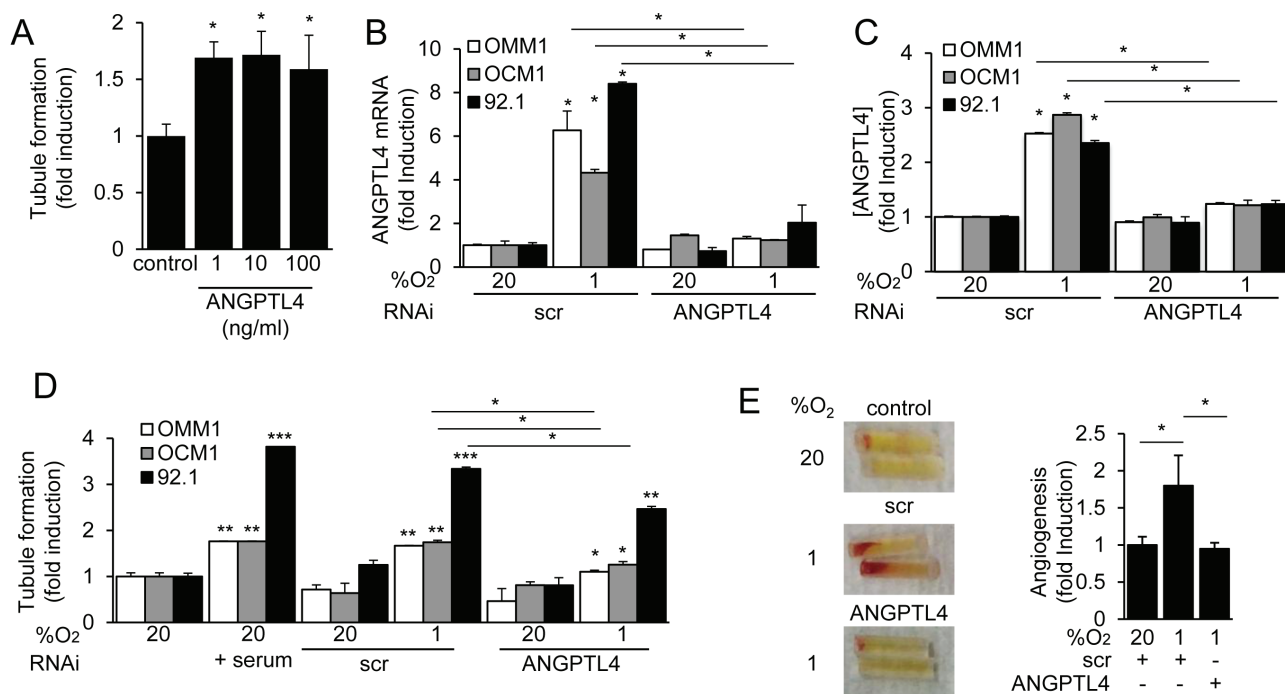 A
Tubule formation
(fold induction)
2
1.5
1
0.5
0
* * *
control 1 10 100
ANGPTL4
(ng/ml)
B
ANGPTL4 mRNA
(fold Induction)
10
8
6
4
2
0
OMM1
OCM1
92.1
*
*
*
* * *
%O2 20 1 20 1
RNAi scr ANGPTL4
C
[ANGPTL4]
(fold Induction)
4
3
2
1
0
OMM1
OCM1
92.1
*
*
*
* * *
%O2 20 1 20 1
RNAi scr ANGPTL4
D
Tubule formation
(fold induction)
4
3
2
1
0
OMM1
OCM1
92.1
*
*
*
** ** *** ** ** *** * * **
%O2 20 20 20 1 20 1
RNAi + serum scr ANGPTL4
E
%O2 control
20
scr
1
ANGPTL4
1
Angiogenesis
(fold Induction)
2.5
2
1.5
1
0.5
0
* *
%O2 20 1 1
scr + + -
ANGPTL4 - - +